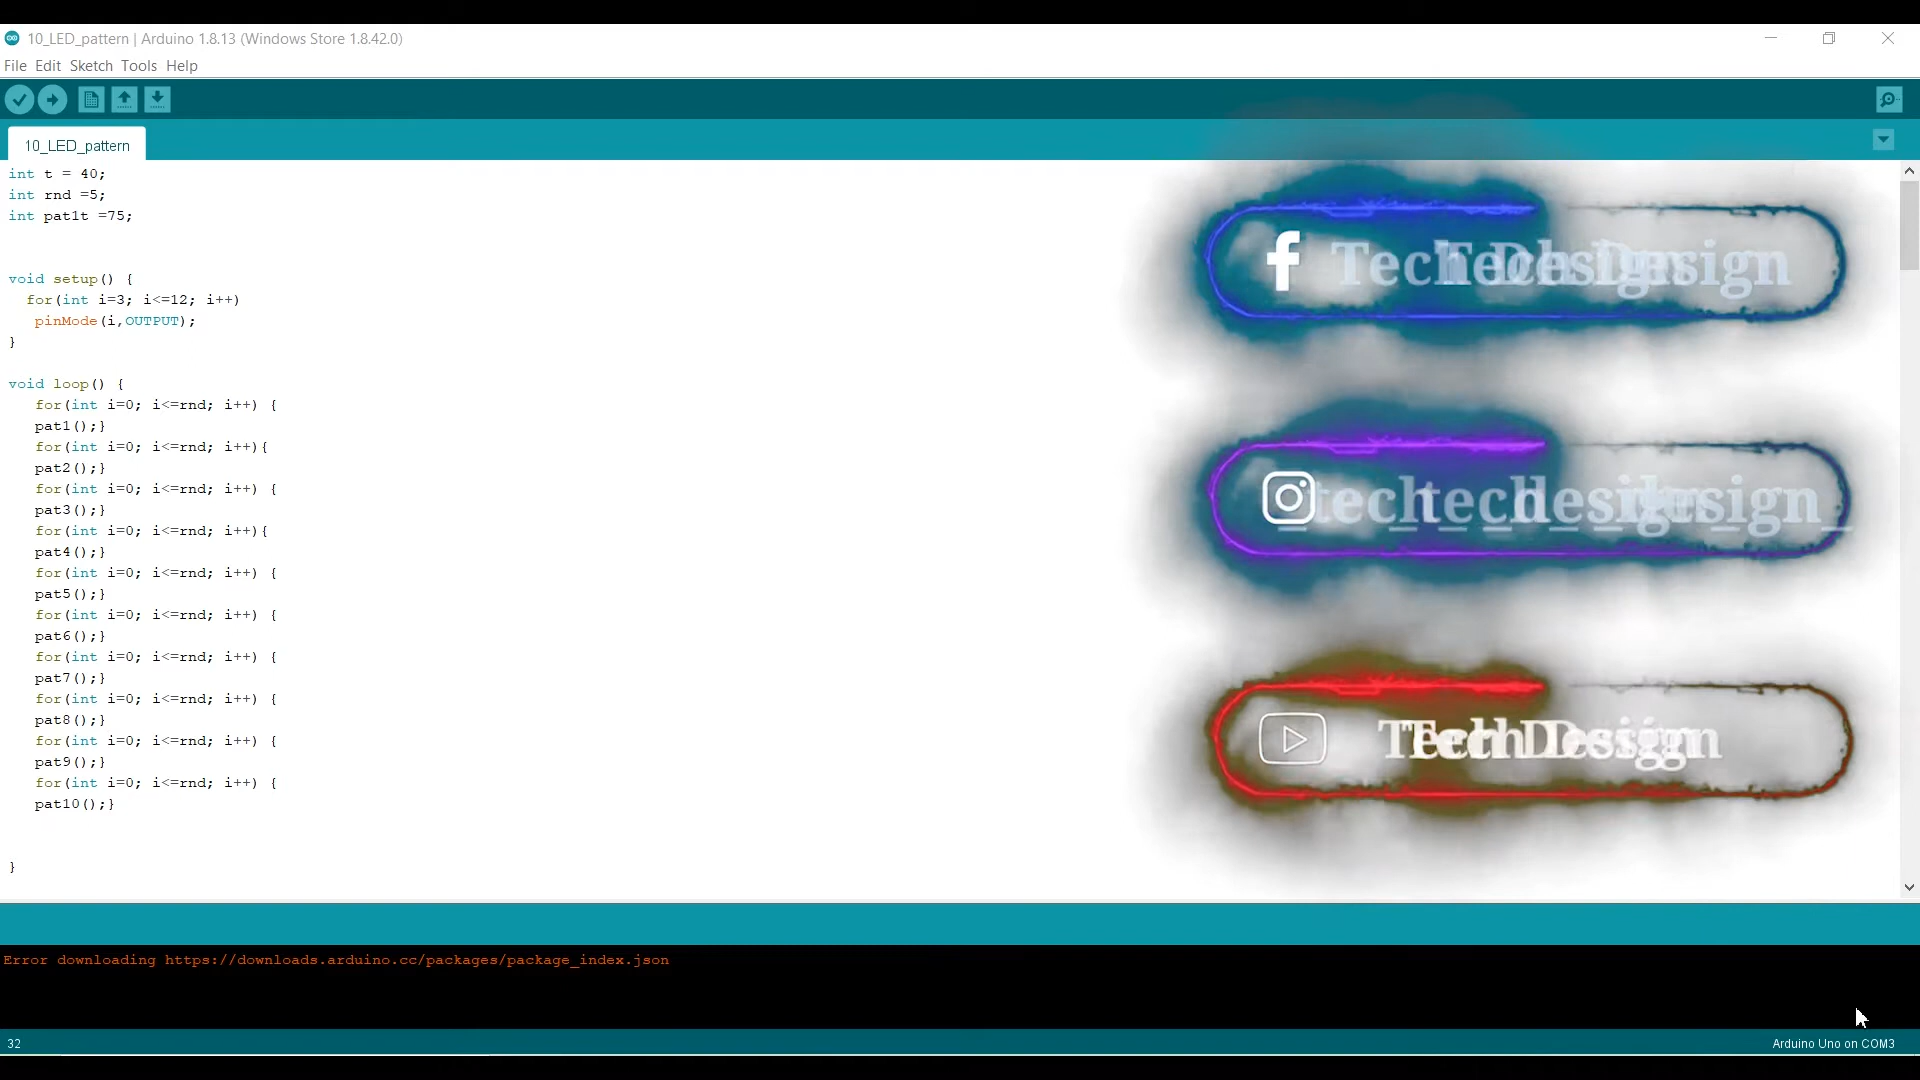 10_LED_pattern | Arduino 1.8.13 (Windows Store 1.8.42.0)
File Edit Sketch Tools Help
10_LED_pattern
int t = 40;
int rnd =5;
int pat1t =75;
void setup() {
for(int i=3; i<=12; i++)
pinMode(i,OUTPUT);
}
void loop() {
for(int i=0; i<=rnd; i++) {
pat1();}
for(int i=0; i<=rnd; i++){
pat2();}
for(int i=0; i<=rnd; i++) {
pat3();}
for(int i=0; i<=rnd; i++){
pat4();}
for(int i=0; i<=rnd; i++) {
pat5();}
for(int i=0; i<=rnd; i++) {
pat6();}
for(int i=0; i<=rnd; i++) {
pat7();}
for(int i=0; i<=rnd; i++) {
pat8();}
for(int i=0; i<=rnd; i++) {
pat9();}
for(int i=0; i<=rnd; i++) {
pat10();}
}
Tech Design
Tech Design
Error downloading https://downloads.arduino.cc/packages/package_index.json
32
Arduino Uno on COM3